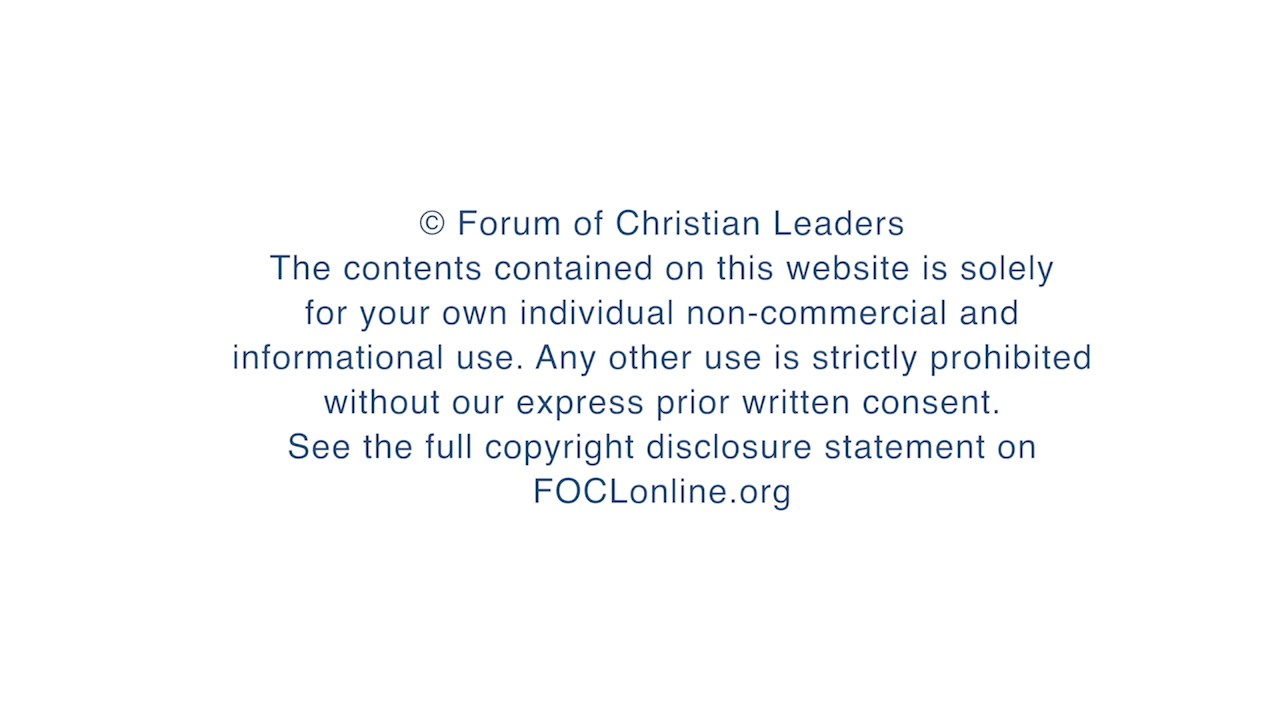 © Forum of Christian Leaders
The contents contained on this website is solely
for your own individual non-commercial and
informational use. Any other use is strictly prohibited
without our express prior written consent.
See the full copyright disclosure statement on
FOCLonline.org